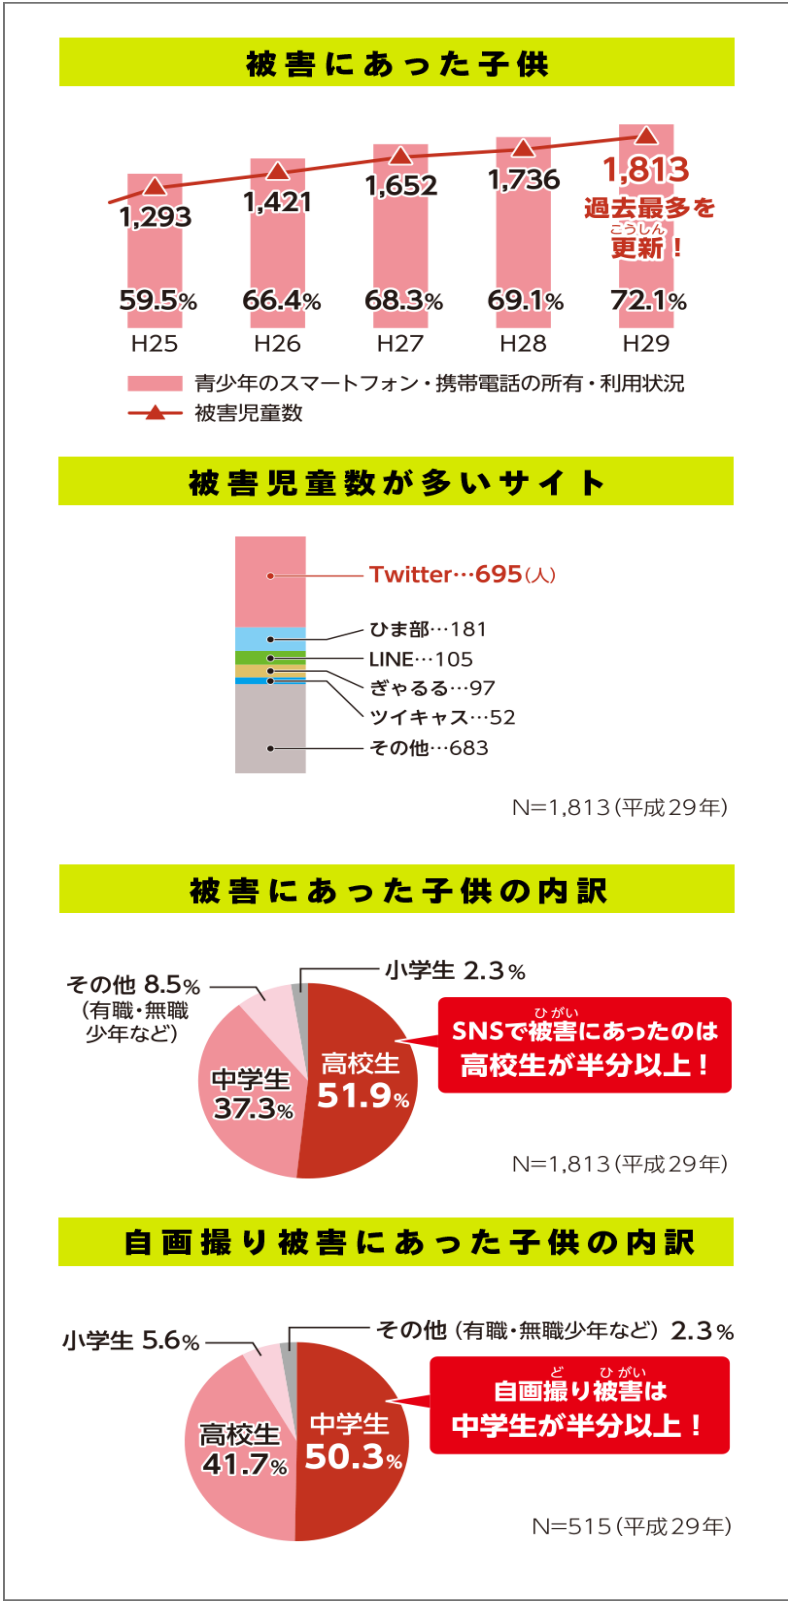 被害にあった子供
1,293
1,421
1,652
1,736
1,813
過去最多を
こうしん
更新！
59.5%
66.4%
68.3%
69.1%
72.1%
H25
H26
H27
H28
H29
青少年のスマートフォン・携帯電話の所有・利用状況
被害児童数
被害児童数が多いサイト
Twitter…695(人)
ひま部…181
LINE…105
ぎゃるる…97
ツイキャス…52
その他…683
N=1,813(平成29年)
被害にあった子供の内訳
小学生 2.3%
その他 8.5%
(有職・無職
少年など)
ひがい
SNSで被害にあったのは
高校生が半分以上！
高校生
51.9%
中学生
37.3%
N=1,813(平成29年)
自画撮り被害にあった子供の内訳
その他 (有職・無職少年など) 2.3%
小学生 5.6%
ど ひがい
自画撮り被害は
中学生が半分以上！
中学生
50.3%
高校生
41.7%
N=515(平成29年)